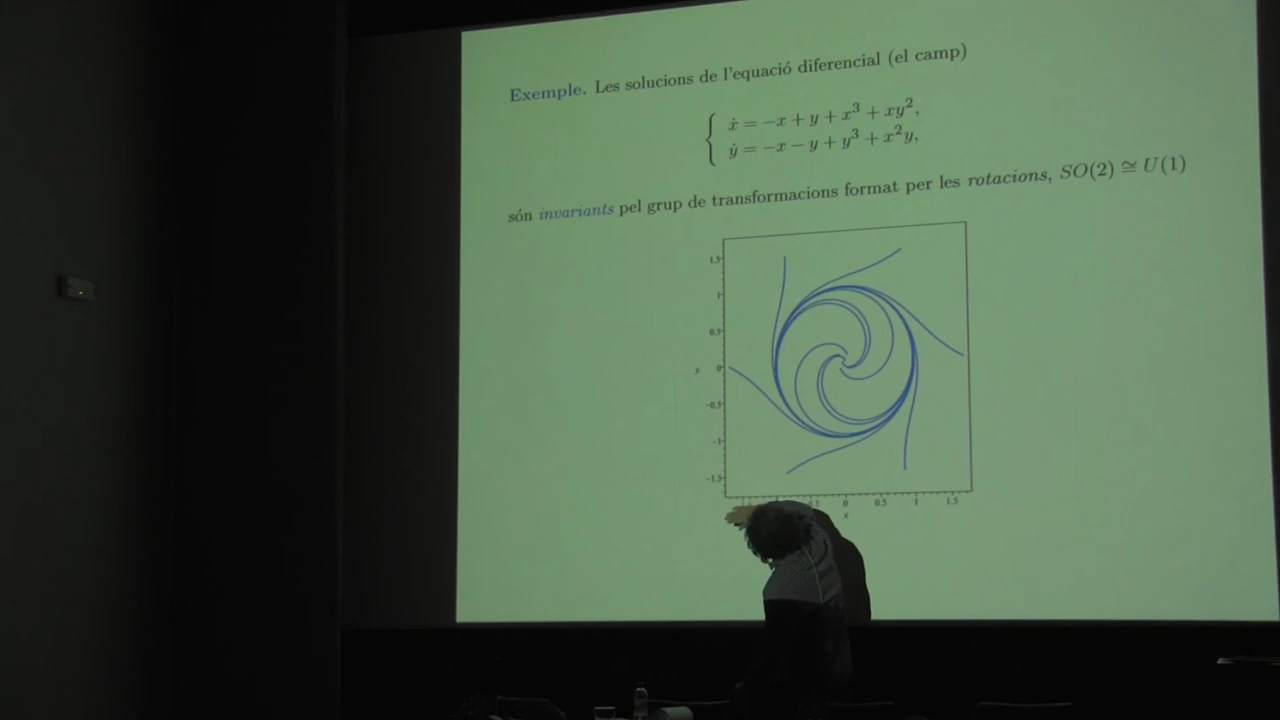 Exemple. Les solucions de l'equació diferencial (el camp)
ẋ = −x + y + x³ + xy²,
ẏ = −x − y + y³ + x²y,
són invariants pel grup de transformacions format per les rotacions, SO(2) ≅ U(1)
1.5
1
0.5
y 0
−0.5
−1
−1.5
0 0.5 1 1.5
x